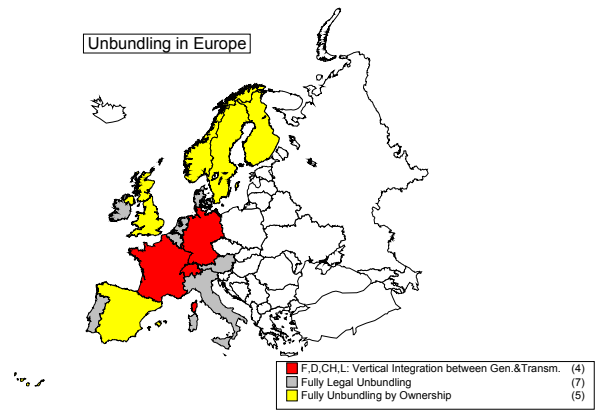 Unbundling in Europe
F,D,CH,L: Vertical Integration between Gen.&Transm. (4)
Fully Legal Unbundling (7)
Fully Unbundling by Ownership (5)